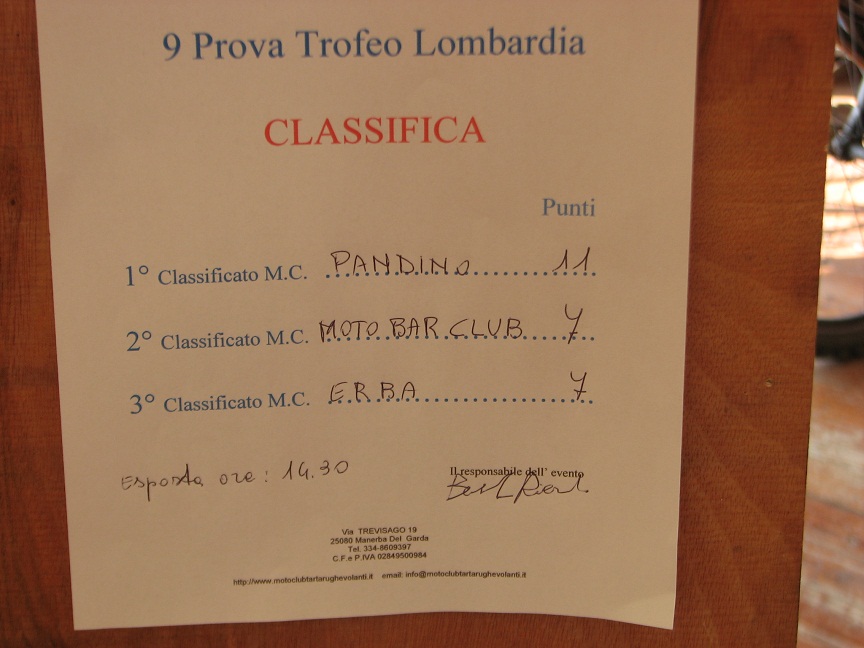 9 Prova Trofeo Lombardia
CLASSIFICA
Punti
1° Classificato M.C. PANDINO 11
2° Classificato M.C. MOTO BAR CLUB 7
3° Classificato M.C. ERBA 7
Esposta ore: 14.30
Il responsabile dell' evento
Via TREVISAGO 19
25080 Manerba Del Garda
Tel. 334-8609397
C.F.e P.IVA 02849500984
http://www.motoclubtartarughevolanti.it email: info@motoclubtartarughevolanti.it